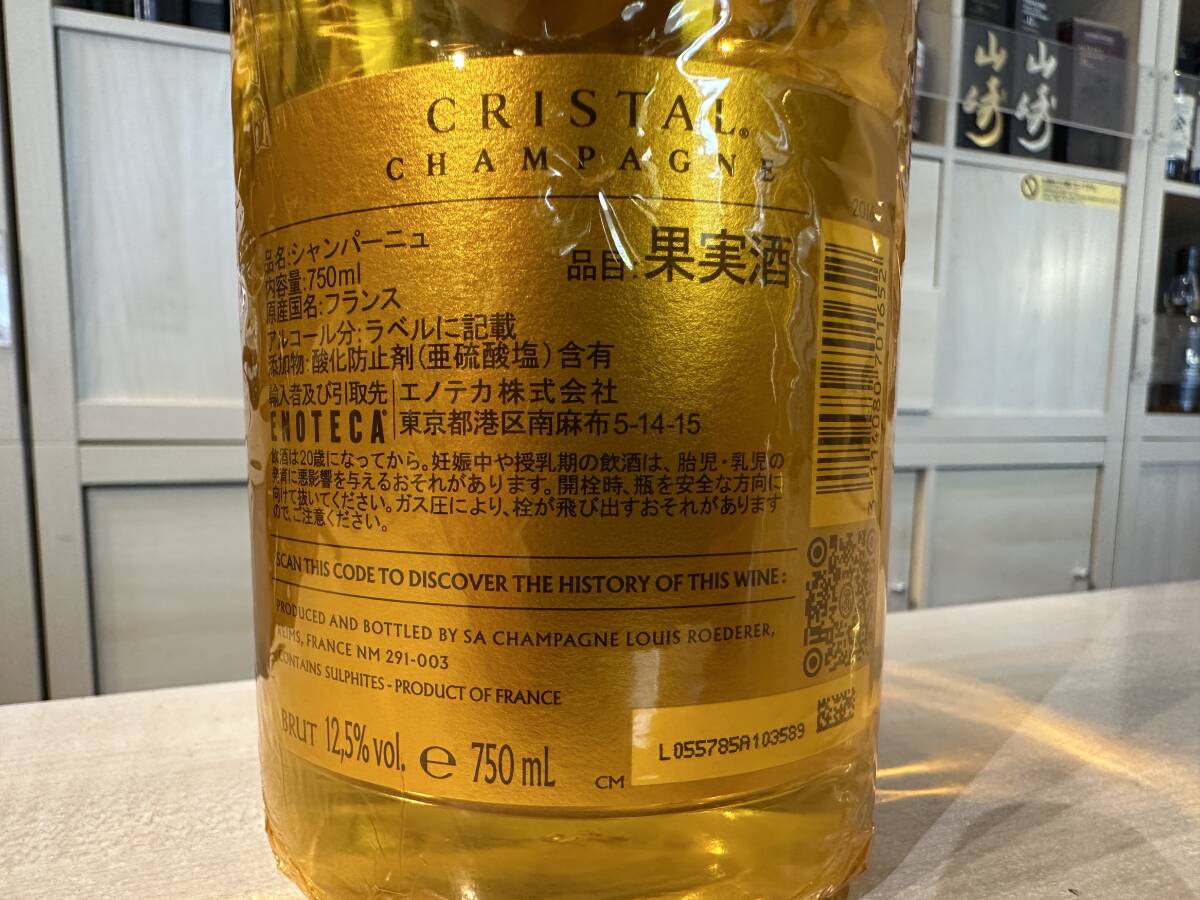 CRISTAL®
CHAMPAGNE
品名:シャンパーニュ
品目:果実酒
内容量:750ml
原産国名:フランス
アルコール分:ラベルに記載
添加物:酸化防止剤(亜硫酸塩)含有
輸入者及び引取先 エノテカ株式会社
ENOTECA® 東京都港区南麻布5-14-15
飲酒は20歳になってから。妊娠中や授乳期の飲酒は、胎児・乳児の
発育に悪影響を与えるおそれがあります。開栓時、瓶を安全な方向に
向けて抜いてください。ガス圧により、栓が飛び出すおそれがあります
ので、ご注意ください。
SCAN THIS CODE TO DISCOVER THE HISTORY OF THIS WINE:
PRODUCED AND BOTTLED BY SA CHAMPAGNE LOUIS ROEDERER,
REIMS, FRANCE NM 291-003
CONTAINS SULPHITES - PRODUCT OF FRANCE
BRUT 12,5% vol. e 750 mL
CM
L055785A103589
3 114080 701652
山崎
山崎